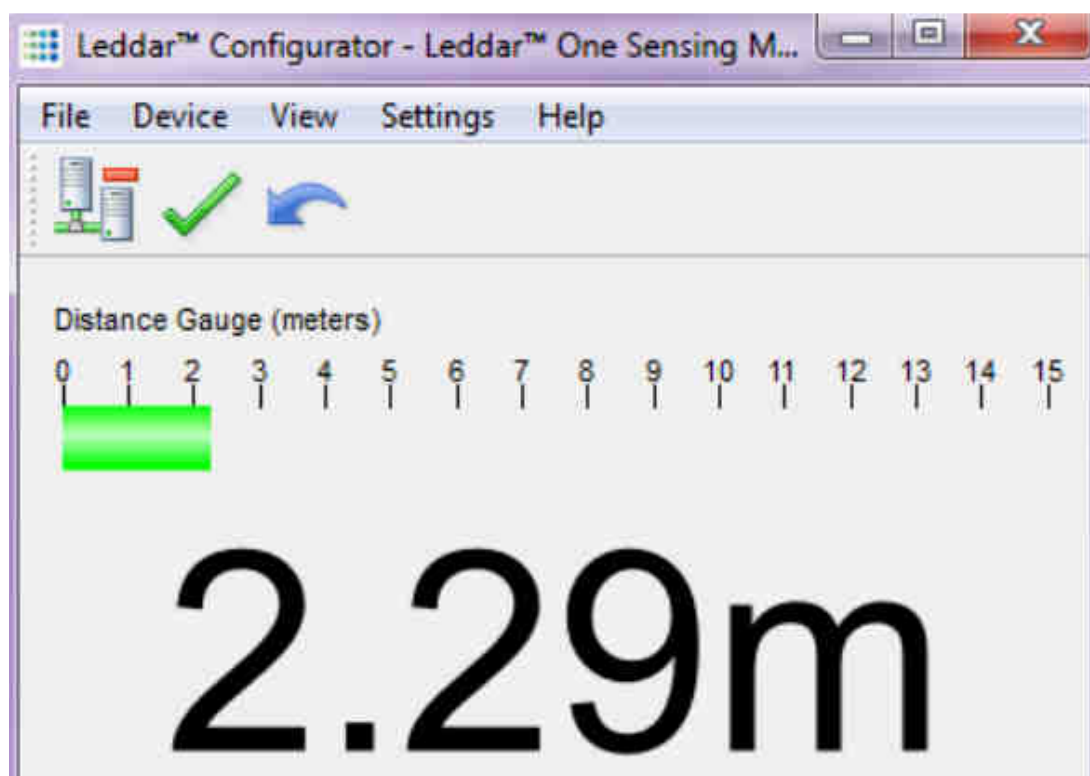 Leddar™ Configurator - Leddar™ One Sensing M...
File Device View Settings Help
Distance Gauge (meters)
0 1 2 3 4 5 6 7 8 9 10 11 12 13 14 15
2.29m